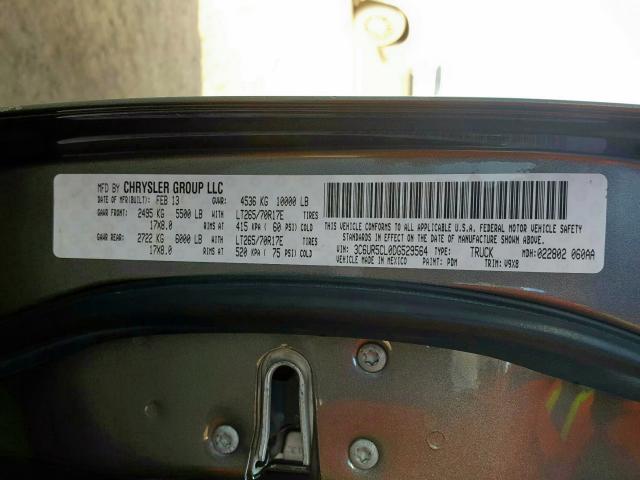 MFD BY CHRYSLER GROUP LLC
DATE OF MFR(BUILT): FEB 13 GVWR: 4536 KG 10000 LB
GAWR FRONT: 2495 KG 5500 LB WITH LT265/70R17E TIRES
17X8.0 RIMS AT 415 KPA ( 60 PSI) COLD
GAWR REAR: 2722 KG 6000 LB WITH LT265/70R17E TIRES
17X8.0 RIMS AT 520 KPA ( 75 PSI) COLD
THIS VEHICLE CONFORMS TO ALL APPLICABLE U.S.A. FEDERAL MOTOR VEHICLE SAFETY
STANDARDS IN EFFECT ON THE DATE OF MANUFACTURE SHOWN ABOVE.
VIN: 3C6UR5CL0DG529564 TYPE: TRUCK MDH: 022802 060AA
VEHICLE MADE IN MEXICO PAINT: PDM TRIM: V9X8